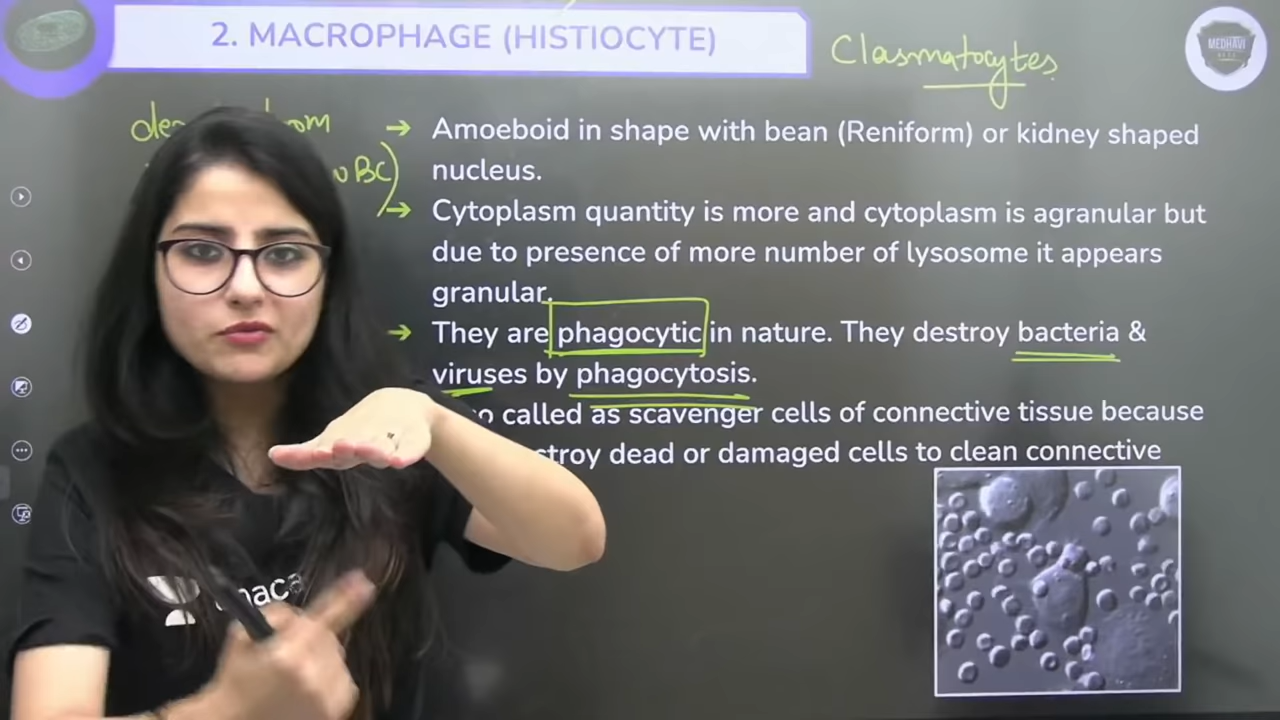 2. MACROPHAGE (HISTIOCYTE)
Clasmatocytes
MEDHAVI
Amoeboid in shape with bean (Reniform) or kidney shaped
nucleus.
Cytoplasm quantity is more and cytoplasm is agranular but
due to presence of more number of lysosome it appears
granular.
They are phagocytic in nature. They destroy bacteria &
viruses by phagocytosis.
called as scavenger cells of connective tissue because
dead or damaged cells to clean connective